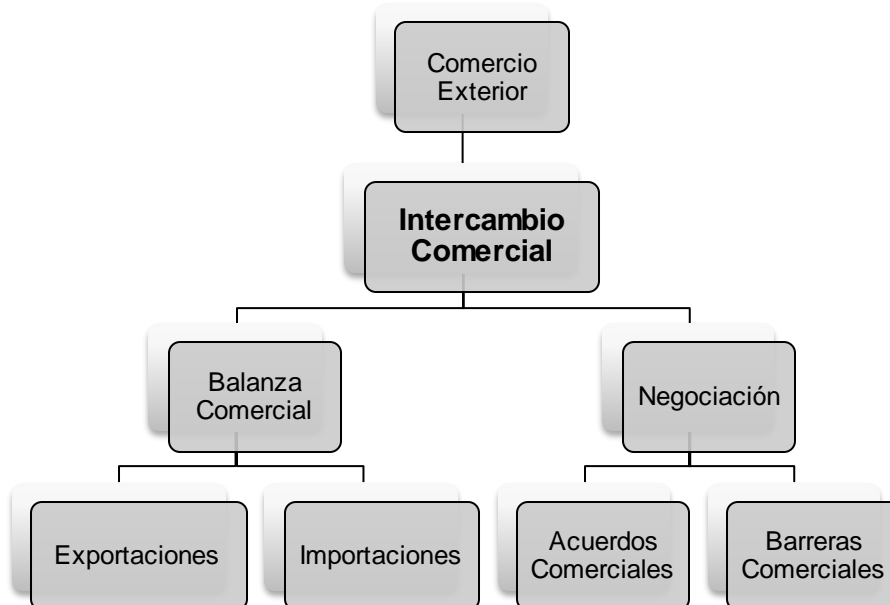 Comercio
Exterior
Intercambio
Comercial
Balanza
Comercial
Negociación
Exportaciones
Importaciones
Acuerdos
Comerciales
Barreras
Comerciales